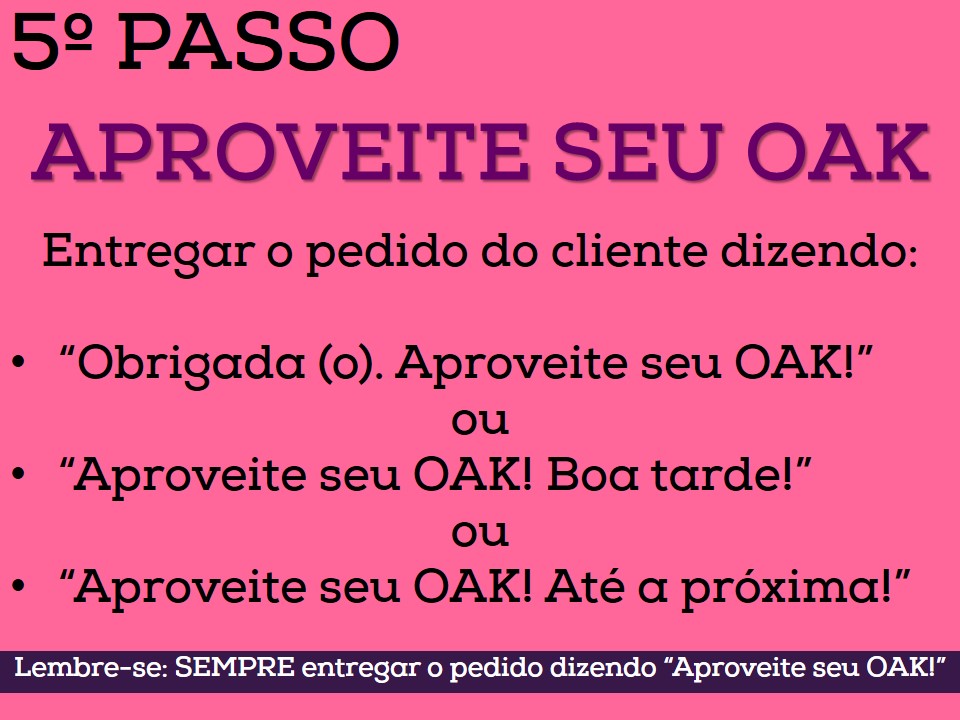 5º PASSO
APROVEITE SEU OAK
Entregar o pedido do cliente dizendo:
• “Obrigada (o). Aproveite seu OAK!”
ou
• “Aproveite seu OAK! Boa tarde!”
ou
• “Aproveite seu OAK! Até a próxima!”
Lembre-se: SEMPRE entregar o pedido dizendo “Aproveite seu OAK!”